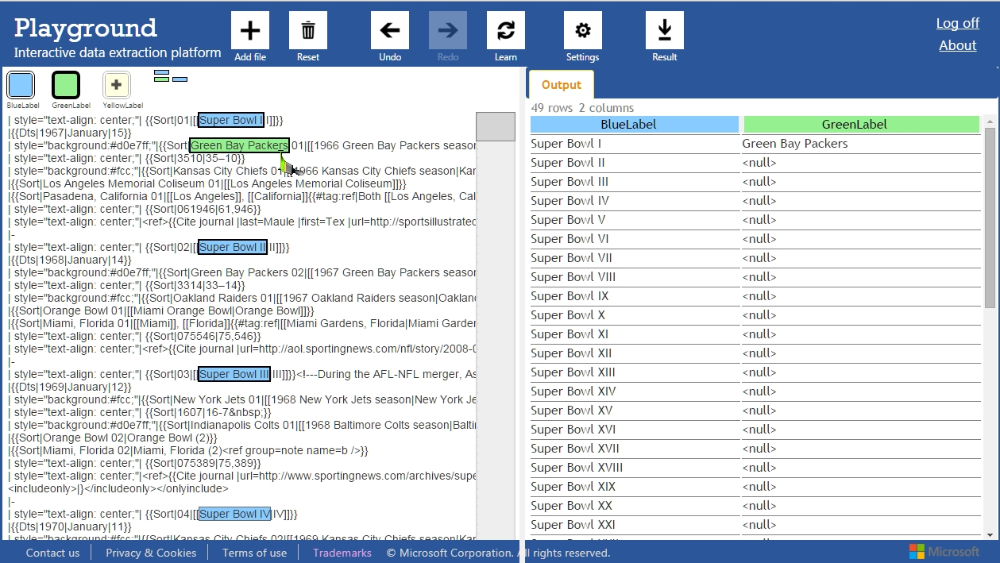 Playground
Interactive data extraction platform
Add file
Reset
Undo
Redo
Learn
Settings
Result
Log off
About
BlueLabel
GreenLabel
YellowLabel
| style="text-align: center;"| {{Sort|01|[[Super Bowl I|I]]}}
|{{Dts|1967|January|15}}
| style="background:#d0e7ff;"|{{Sort|Green Bay Packers 01|[[1966 Green Bay Packers season
| style="text-align: center;"| {{Sort|3510|35–10}}
| style="background:#fcc;"|{{Sort|Kansas City Chiefs 01|[[1966 Kansas City Chiefs season|Kan
|{{Sort|Los Angeles Memorial Coliseum 01|[[Los Angeles Memorial Coliseum]]}}
|{{Sort|Pasadena, California 01|[[Los Angeles]], [[California]]{{#tag:ref|Both [[Los Angeles, Cal
| style="text-align: center;"| {{Sort|061946|61,946}}
| style="text-align: center;"|<ref>{{Cite journal |last=Maule |first=Tex |url=http://sportsillustrated
|-
| style="text-align: center;"| {{Sort|02|[[Super Bowl II|II]]}}
|{{Dts|1968|January|14}}
| style="background:#d0e7ff;"|{{Sort|Green Bay Packers 02|[[1967 Green Bay Packers season
| style="text-align: center;"| {{Sort|3314|33–14}}
| style="background:#fcc;"|{{Sort|Oakland Raiders 01|[[1967 Oakland Raiders season|Oaklan
|{{Sort|Orange Bowl 01|[[Miami Orange Bowl|Orange Bowl]]}}
|{{Sort|Miami, Florida 01|[[Miami]], [[Florida]]{{#tag:ref|[[Miami Gardens, Florida|Miami Garden
| style="text-align: center;"| {{Sort|075546|75,546}}
| style="text-align: center;"|<ref>{{Cite journal |url=http://aol.sportingnews.com/nfl/story/2008-0
|-
| style="text-align: center;"| {{Sort|03|[[Super Bowl III|III]]}}<!---During the AFL-NFL merger, As
|{{Dts|1969|January|12}}
| style="background:#fcc;"|{{Sort|New York Jets 01|[[1968 New York Jets season|New York Je
| style="text-align: center;"| {{Sort|1607|16-7&nbsp;}}
| style="background:#d0e7ff;"|{{Sort|Indianapolis Colts 01|[[1968 Baltimore Colts season|Balti
|{{Sort|Orange Bowl 02|Orange Bowl (2)}}
|{{Sort|Miami, Florida 02|Miami, Florida (2)<ref group=note name=b />}}
| style="text-align: center;"| {{Sort|075389|75,389}}
| style="text-align: center;"|<ref>{{Cite journal |url=http://www.sportingnews.com/archives/supe
<includeonly>|}</includeonly></onlyinclude>
|-
| style="text-align: center;"| {{Sort|04|[[Super Bowl IV|IV]]}}
|{{Dts|1970|January|11}}
| style="background:#fcc;"|{{Sort|Kansas City Chiefs 02|[[1969 Kansas City Chiefs season|Kan
Output
49 rows 2 columns
BlueLabel GreenLabel
Super Bowl I Green Bay Packers
Super Bowl II <null>
Super Bowl III <null>
Super Bowl IV <null>
Super Bowl V <null>
Super Bowl VI <null>
Super Bowl VII <null>
Super Bowl VIII <null>
Super Bowl IX <null>
Super Bowl X <null>
Super Bowl XI <null>
Super Bowl XII <null>
Super Bowl XIII <null>
Super Bowl XIV <null>
Super Bowl XV <null>
Super Bowl XVI <null>
Super Bowl XVII <null>
Super Bowl XVIII <null>
Super Bowl XIX <null>
Super Bowl XX <null>
Super Bowl XXI <null>
Contact us
Privacy & Cookies
Terms of use
Trademarks
© Microsoft Corporation. All rights reserved.
Microsoft